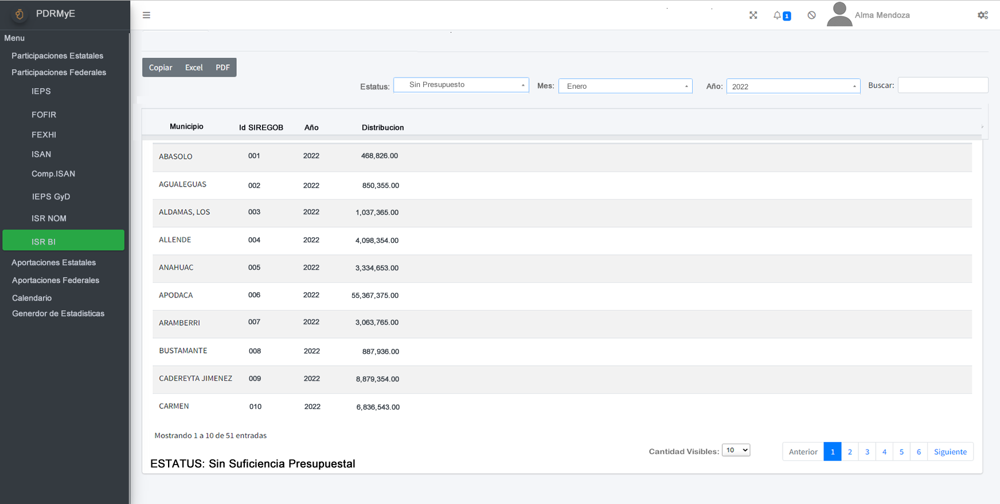 PDRMyE
1
Alma Mendoza
Menu
Participaciones Estatales
Participaciones Federales
IEPS
FOFIR
FEXHI
ISAN
Comp.ISAN
IEPS GyD
ISR NOM
ISR BI
Aportaciones Estatales
Aportaciones Federales
Calendario
Generdor de Estadisticas
Copiar Excel PDF
Estatus: Sin Presupuesto Mes: Enero Año: 2022 Buscar:
Municipio Id SIREGOB Año Distribucion
ABASOLO 001 2022 468,826.00
AGUALEGUAS 002 2022 850,355.00
ALDAMAS, LOS 003 2022 1,037,365.00
ALLENDE 004 2022 4,098,354.00
ANAHUAC 005 2022 3,334,653.00
APODACA 006 2022 55,367,375.00
ARAMBERRI 007 2022 3,063,765.00
BUSTAMANTE 008 2022 887,936.00
CADEREYTA JIMENEZ 009 2022 8,879,354.00
CARMEN 010 2022 6,836,543.00
Mostrando 1 a 10 de 51 entradas
Cantidad Visibles: 10 Anterior 1 2 3 4 5 6 Siguiente
ESTATUS: Sin Suficiencia Presupuestal